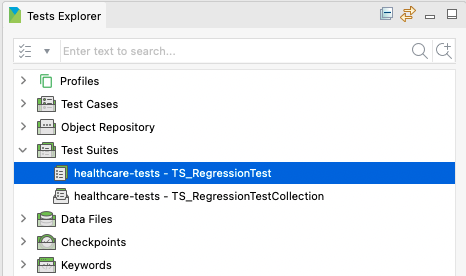 Tests Explorer
Enter text to search...
Profiles
Test Cases
Object Repository
Test Suites
healthcare-tests - TS_RegressionTest
healthcare-tests - TS_RegressionTestCollection
Data Files
Checkpoints
Keywords